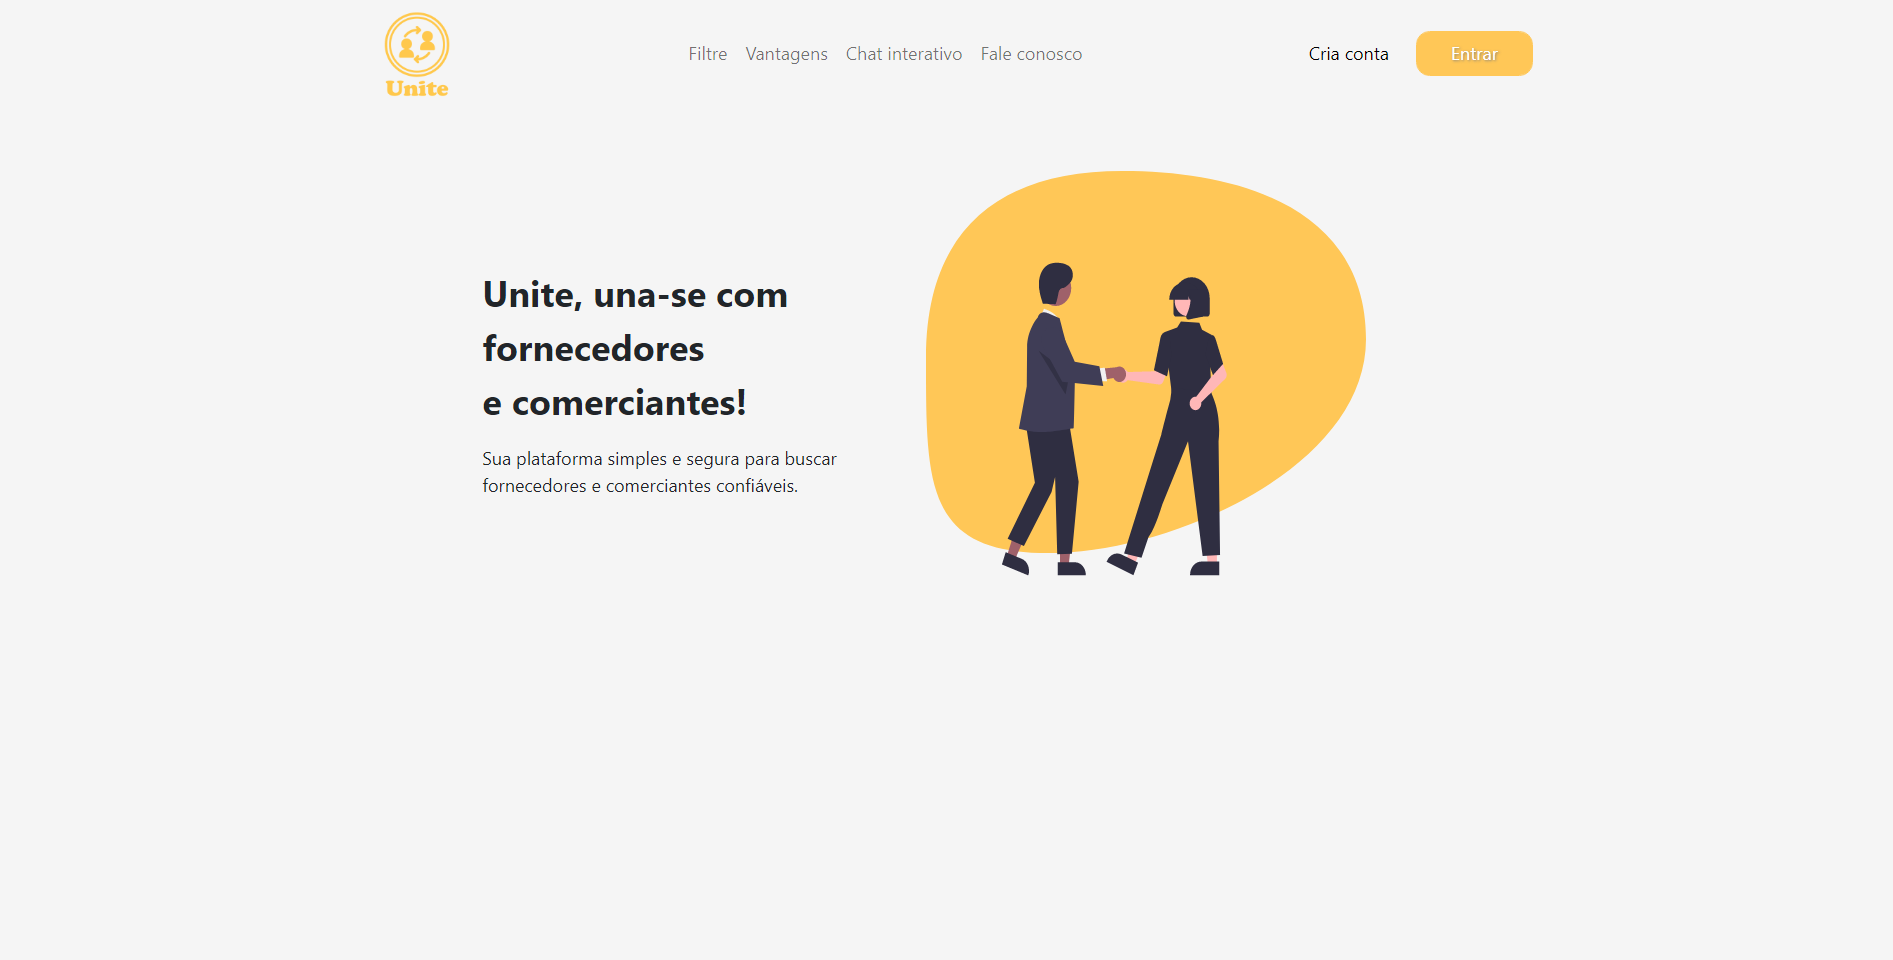 Unite
Filtre
Vantagens
Chat interativo
Fale conosco
Cria conta
Entrar
Unite, una-se com
fornecedores
e comerciantes!
Sua plataforma simples e segura para buscar
fornecedores e comerciantes confiáveis.